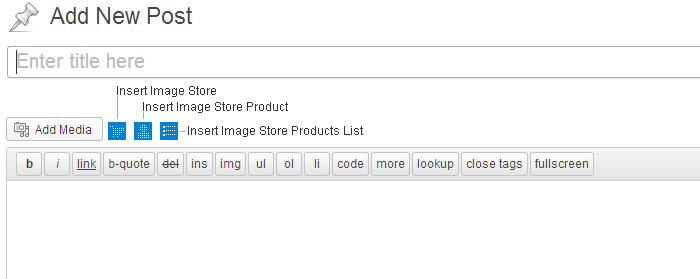 Add New Post
Enter title here
Insert Image Store
Insert Image Store Product
Add Media
Insert Image Store Products List
b i link b-quote del ins img ul ol li code more lookup close tags fullscreen